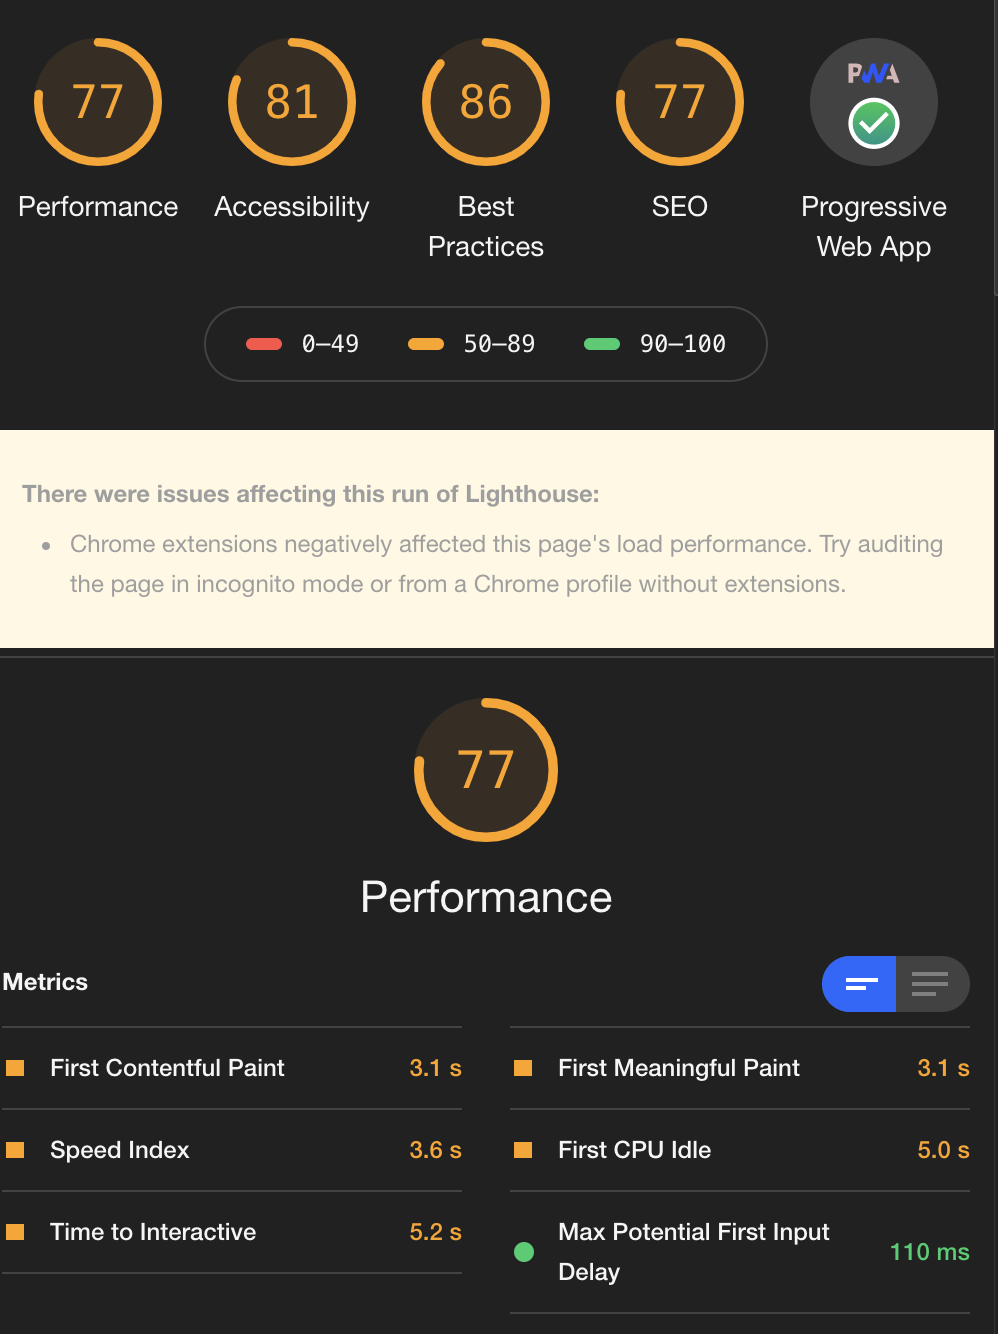 77
81
86
77
PWA
Performance
Accessibility
Best
Practices
SEO
Progressive
Web App
0–49
50–89
90–100
There were issues affecting this run of Lighthouse:
Chrome extensions negatively affected this page's load performance. Try auditing
the page in incognito mode or from a Chrome profile without extensions.
77
Performance
Metrics
First Contentful Paint 3.1 s
First Meaningful Paint 3.1 s
Speed Index 3.6 s
First CPU Idle 5.0 s
Time to Interactive 5.2 s
Max Potential First Input
Delay
110 ms